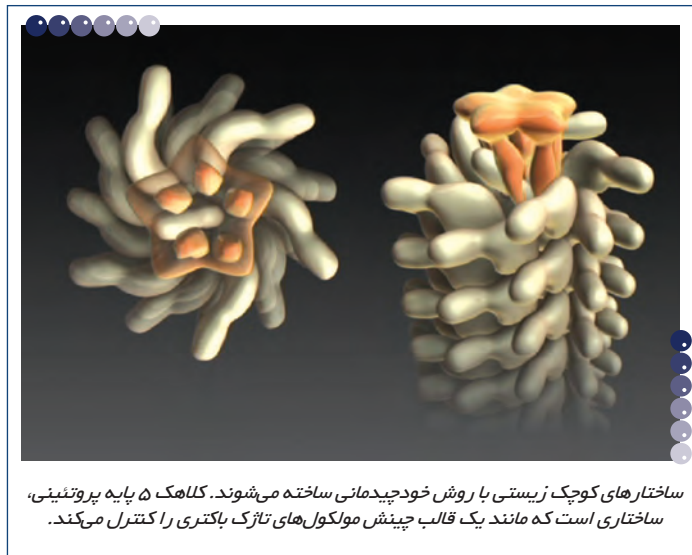 ساختارهای کوچک زیستی با روش خودچیدمانی ساخته می‌شوند. کلاهک ۵ پایه پروتئینی،
ساختاری است که مانند یک قالب چینش مولکول‌های تاژک باکتری را کنترل می‌کند.